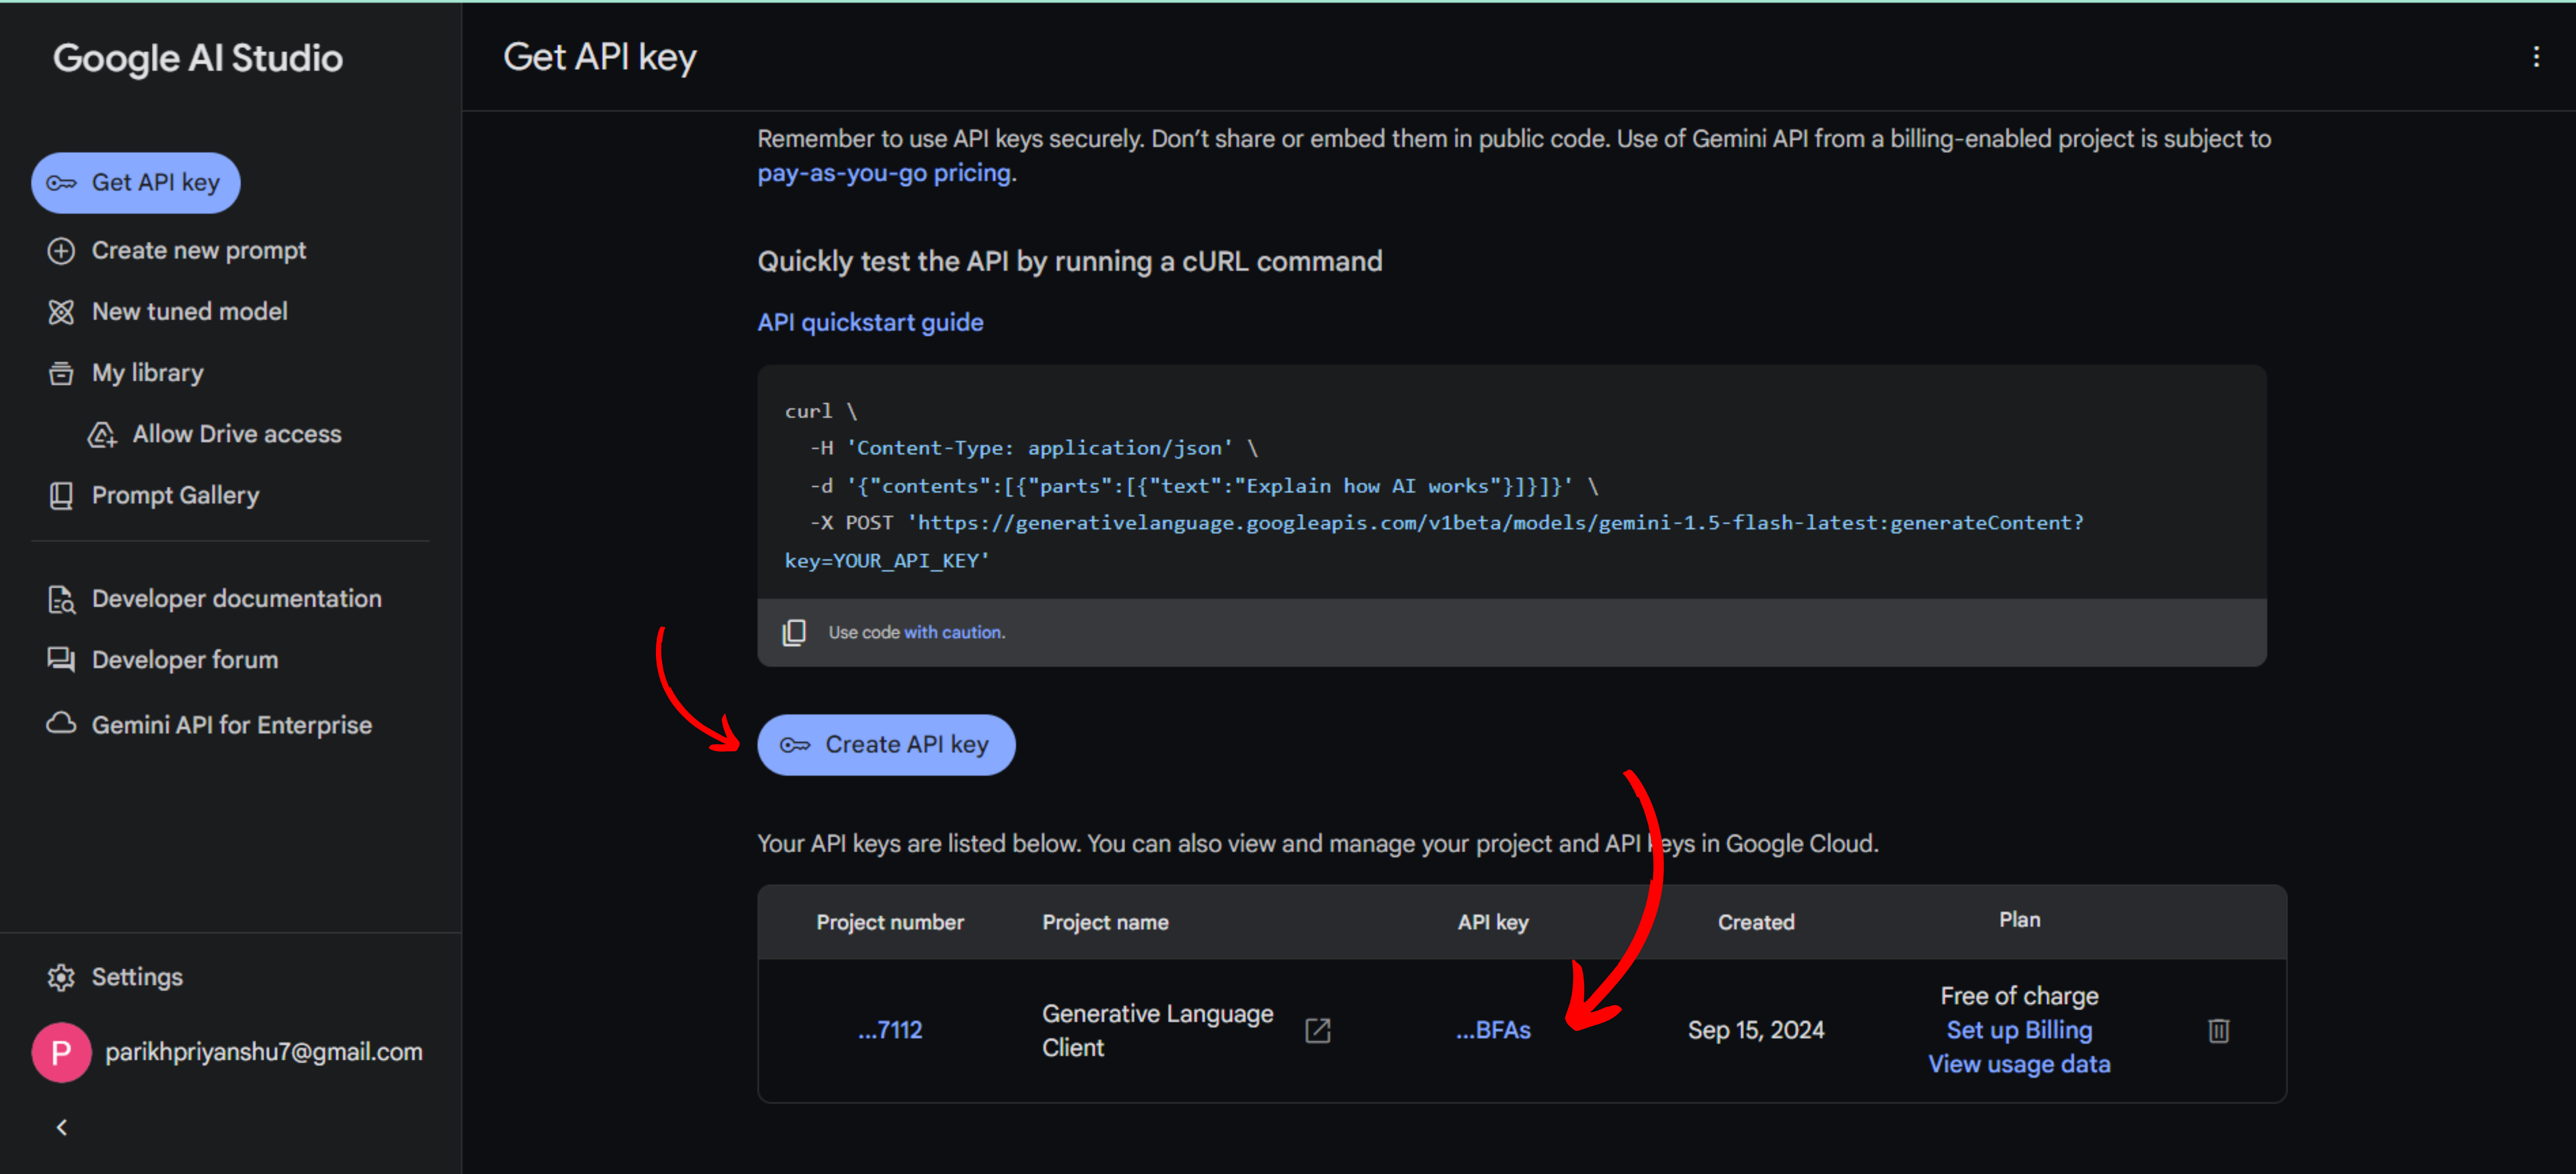 Google AI Studio
Get API key
Create new prompt
New tuned model
My library
Allow Drive access
Prompt Gallery
Developer documentation
Developer forum
Gemini API for Enterprise
Settings
P
parikhpriyanshu7@gmail.com
Get API key
Remember to use API keys securely. Don’t share or embed them in public code. Use of Gemini API from a billing-enabled project is subject to
pay-as-you-go pricing.
Quickly test the API by running a cURL command
API quickstart guide
curl \
-H 'Content-Type: application/json' \
-d '{"contents":[{"parts":[{"text":"Explain how AI works"}]}]}' \
-X POST 'https://generativelanguage.googleapis.com/v1beta/models/gemini-1.5-flash-latest:generateContent?
key=YOUR_API_KEY'
Use code with caution.
Create API key
Your API keys are listed below. You can also view and manage your project and API keys in Google Cloud.
Project number Project name API key Created Plan
...7112 Generative Language Client ...BFAs Sep 15, 2024 Free of charge
Set up Billing
View usage data